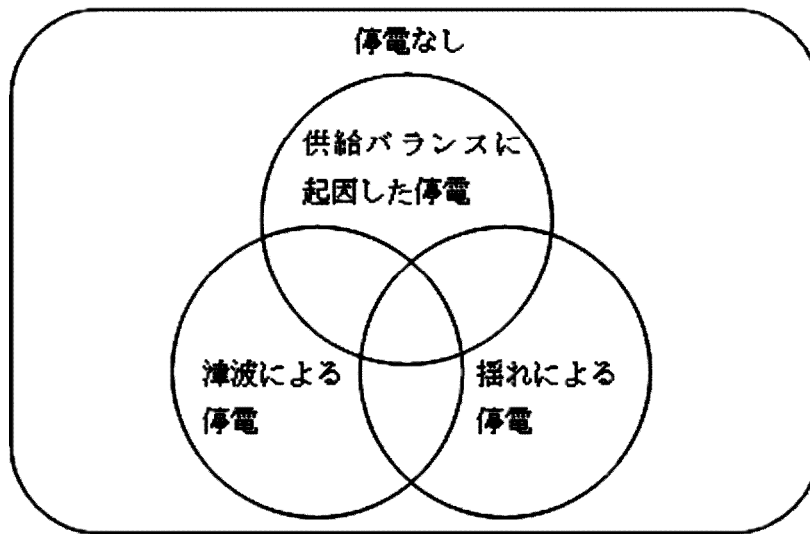 停電なし
供給バランスに
起因した停電
津波による
停電
揺れによる
停電